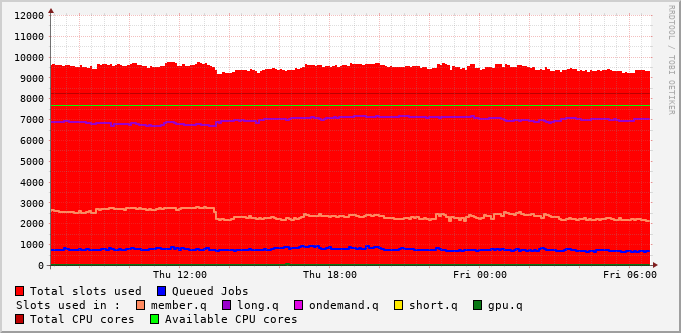 RRDTOOL / TOBI OETIKER
12000
11000
10000
9000
8000
7000
6000
5000
4000
3000
2000
1000
0
Thu 12:00 Thu 18:00 Fri 00:00 Fri 06:00
Total slots used Queued Jobs
Slots used in : member.q long.q ondemand.q short.q gpu.q
Total CPU cores Available CPU cores